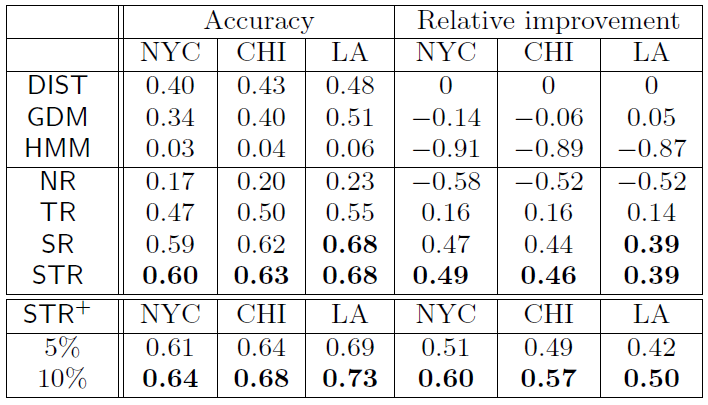 Accuracy Relative improvement
NYC CHI LA NYC CHI LA
DIST 0.40 0.43 0.48 0 0 0
GDM 0.34 0.40 0.51 −0.14 −0.06 0.05
HMM 0.03 0.04 0.06 −0.91 −0.89 −0.87
NR 0.17 0.20 0.23 −0.58 −0.52 −0.52
TR 0.47 0.50 0.55 0.16 0.16 0.14
SR 0.59 0.62 0.68 0.47 0.44 0.39
STR 0.60 0.63 0.68 0.49 0.46 0.39
STR+ NYC CHI LA NYC CHI LA
5% 0.61 0.64 0.69 0.51 0.49 0.42
10% 0.64 0.68 0.73 0.60 0.57 0.50